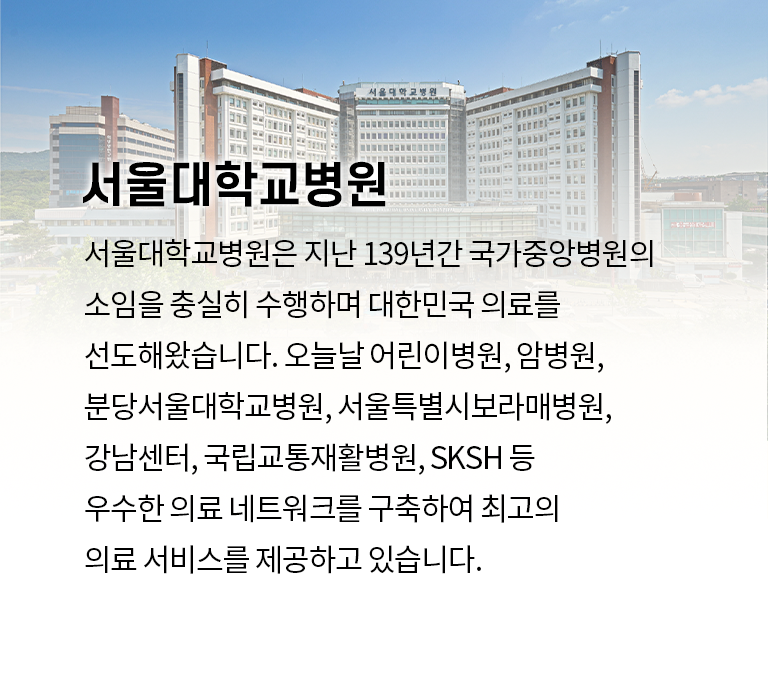 서울대학교병원
서울대학교병원
서울대학교병원은 지난 139년간 국가중앙병원의
소임을 충실히 수행하며 대한민국 의료를
선도해왔습니다. 오늘날 어린이병원, 암병원,
분당서울대학교병원, 서울특별시보라매병원,
강남센터, 국립교통재활병원, SKSH 등
우수한 의료 네트워크를 구축하여 최고의
의료 서비스를 제공하고 있습니다.